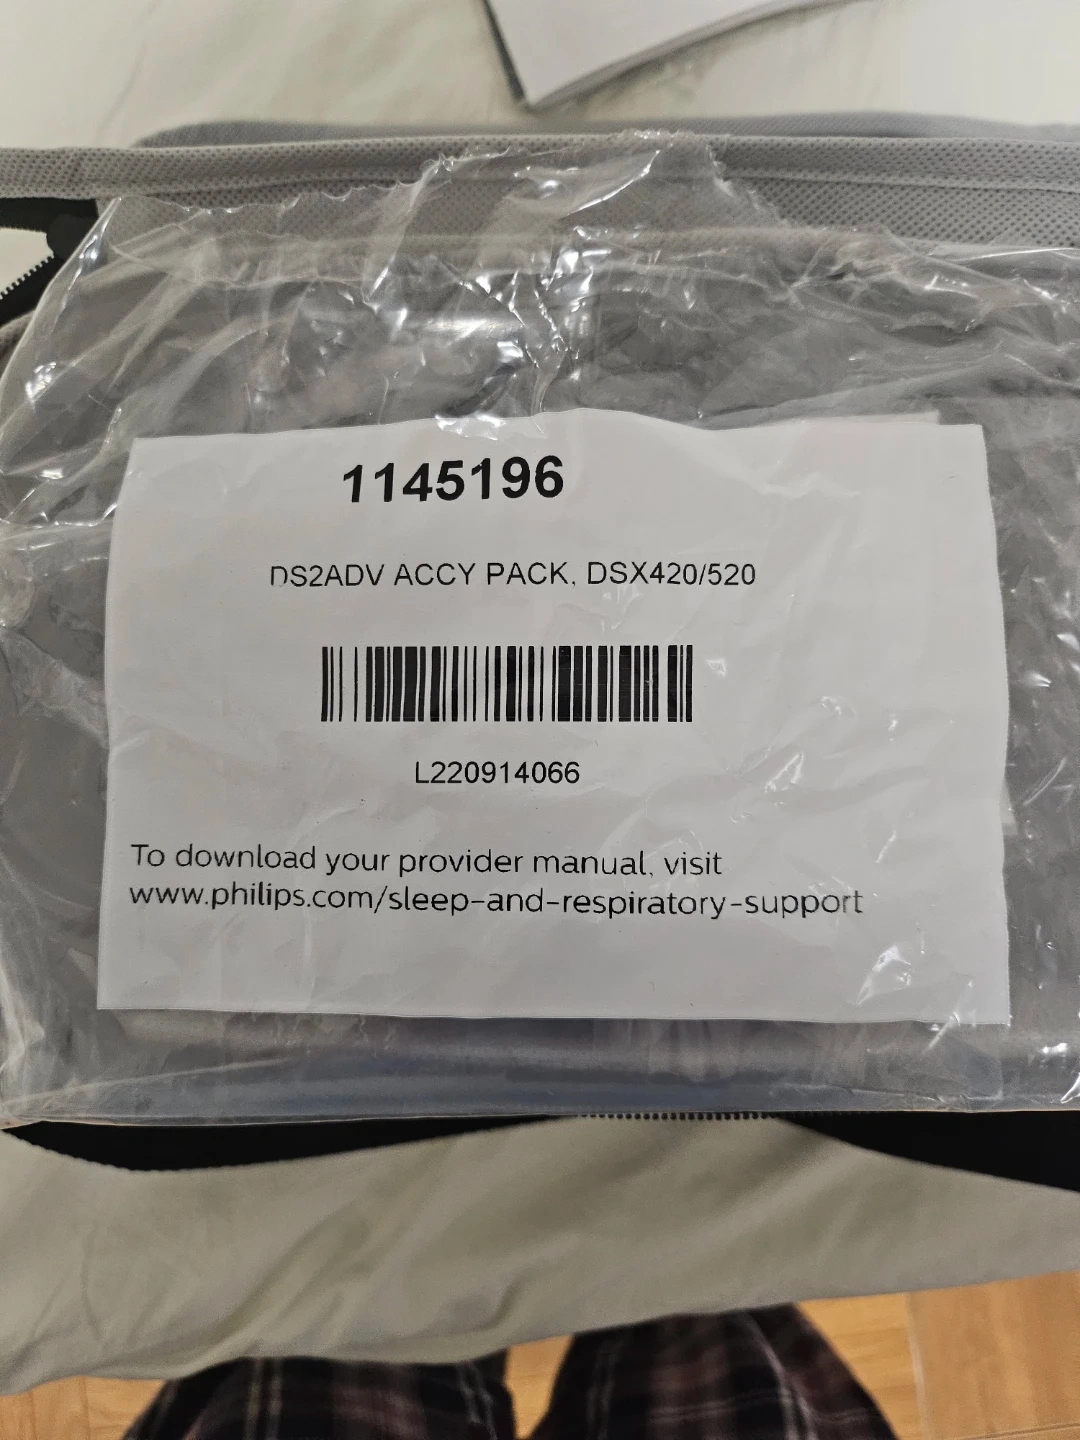 1145196
DS2ADV ACCY PACK, DSX420/520
L220914066
To download your provider manual, visit
www.philips.com/sleep-and-respiratory-support